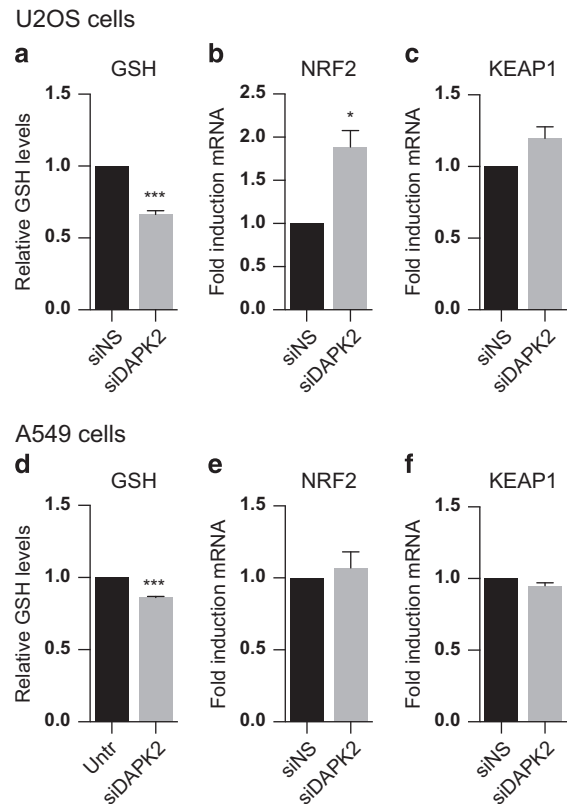 U2OS cells
a GSH
Relative GSH levels
1.5
1.0
0.5
0.0
***
siNS
siDAPK2
b NRF2
Fold induction mRNA
2.5
2.0
1.5
1.0
0.5
0.0
*
siNS
siDAPK2
c KEAP1
Fold induction mRNA
1.5
1.0
0.5
0.0
siNS
siDAPK2
A549 cells
d GSH
Relative GSH levels
1.5
1.0
0.5
0.0
***
Untr
siDAPK2
e NRF2
Fold induction mRNA
1.5
1.0
0.5
0.0
siNS
siDAPK2
f KEAP1
Fold induction mRNA
1.5
1.0
0.5
0.0
siNS
siDAPK2